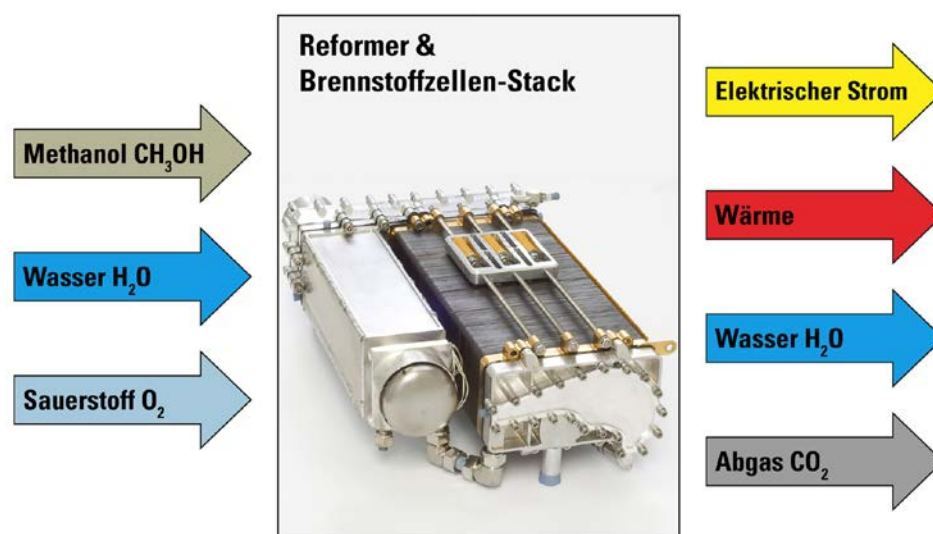 Reformer &
Brennstoffzellen-Stack
Methanol CH₃OH
Wasser H₂O
Sauerstoff O₂
Elektrischer Strom
Wärme
Wasser H₂O
Abgas CO₂